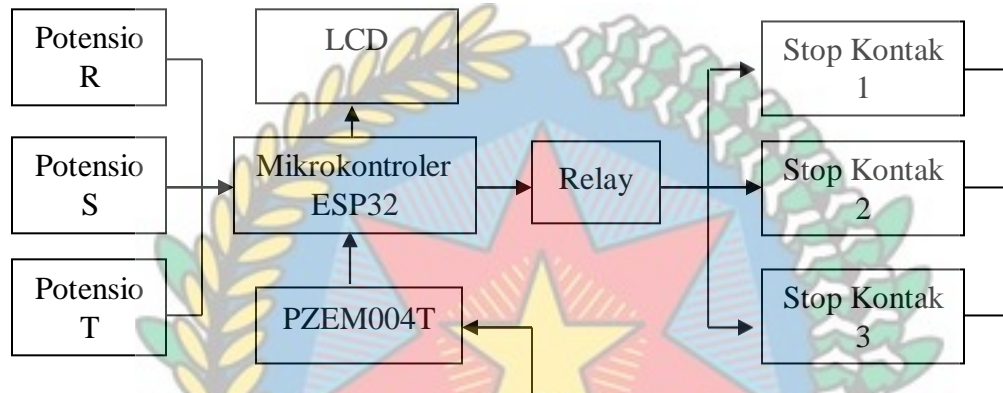 Potensio
R
LCD
Stop Kontak
1
Potensio
S
Mikrokontroler
ESP32
Relay
Stop Kontak
2
Potensio
T
PZEM004T
Stop Kontak
3